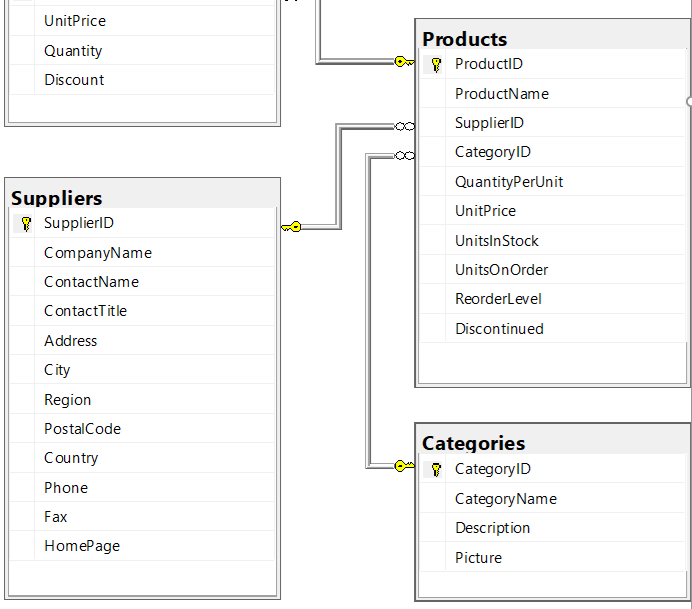 UnitPrice
Quantity
Discount
Suppliers
SupplierID
CompanyName
ContactName
ContactTitle
Address
City
Region
PostalCode
Country
Phone
Fax
HomePage
Products
ProductID
ProductName
SupplierID
CategoryID
QuantityPerUnit
UnitPrice
UnitsInStock
UnitsOnOrder
ReorderLevel
Discontinued
Categories
CategoryID
CategoryName
Description
Picture